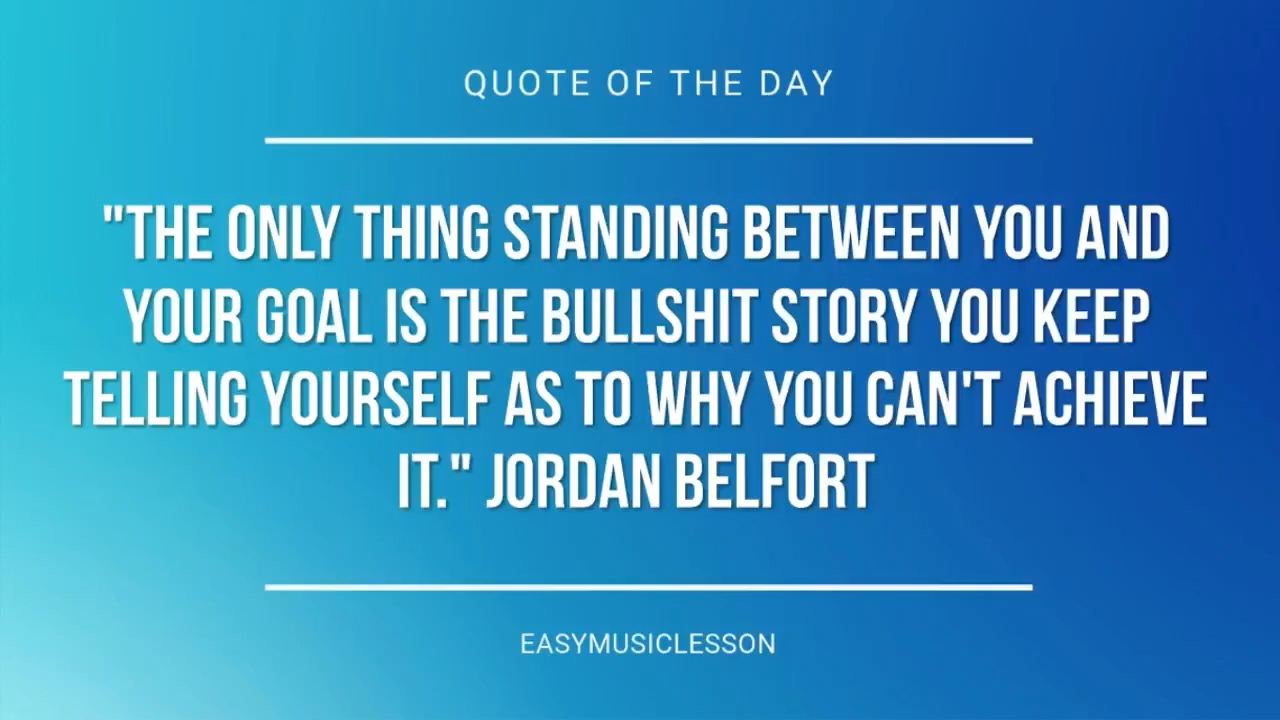 QUOTE OF THE DAY
"THE ONLY THING STANDING BETWEEN YOU AND
YOUR GOAL IS THE BULLSHIT STORY YOU KEEP
TELLING YOURSELF AS TO WHY YOU CAN'T ACHIEVE
IT." JORDAN BELFORT
EASYMUSICLESSON